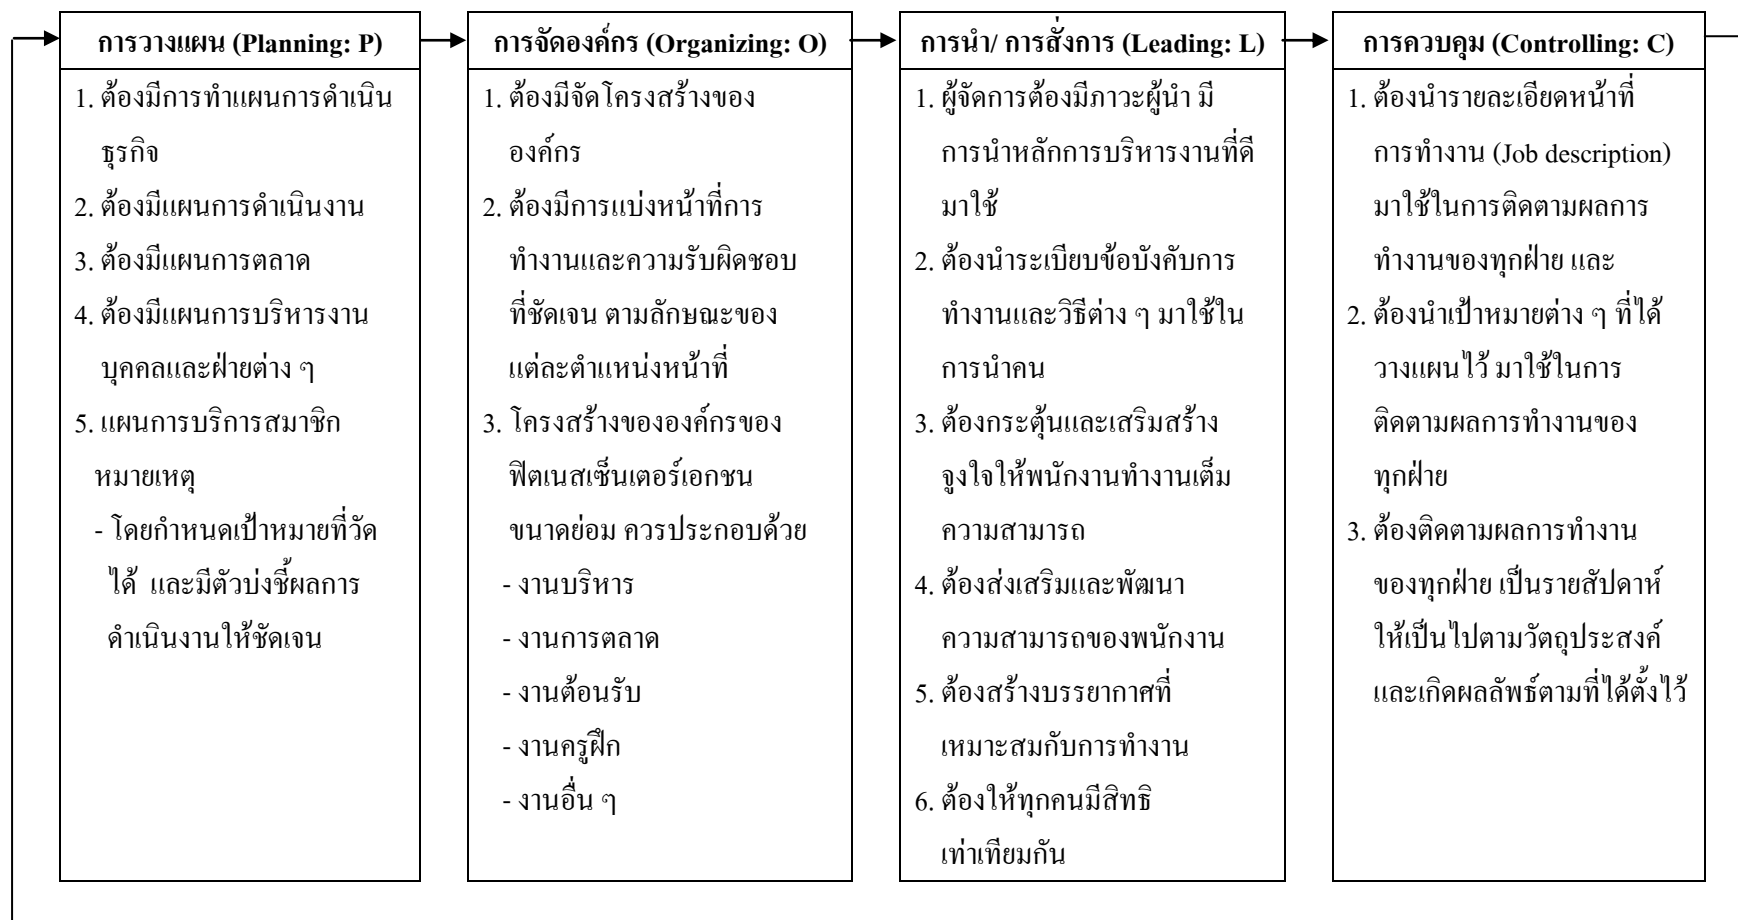 การวางแผน (Planning: P)
1. ต้องมีการทำแผนการดำเนิน
ธุรกิจ
2. ต้องมีแผนการดำเนินงาน
3. ต้องมีแผนการตลาด
4. ต้องมีแผนการบริหารงาน
บุคคลและฝ่ายต่าง ๆ
5. แผนการบริการสมาชิก
หมายเหตุ
- โดยกำหนดเป้าหมายที่วัด
ได้ และมีตัวบ่งชี้ผลการ
ดำเนินงานให้ชัดเจน
การจัดองค์กร (Organizing: O)
1. ต้องมีจัดโครงสร้างของ
องค์กร
2. ต้องมีการแบ่งหน้าที่การ
ทำงานและความรับผิดชอบ
ที่ชัดเจน ตามลักษณะของ
แต่ละตำแหน่งหน้าที่
3. โครงสร้างขององค์กรของ
ฟิตเนสเซ็นเตอร์เอกชน
ขนาดย่อม ควรประกอบด้วย
- งานบริหาร
- งานการตลาด
- งานต้อนรับ
- งานครูฝึก
- งานอื่น ๆ
การนำ/ การสั่งการ (Leading: L)
1. ผู้จัดการต้องมีภาวะผู้นำ มี
การนำหลักการบริหารงานที่ดี
มาใช้
2. ต้องนำระเบียบข้อบังคับการ
ทำงานและวิธีต่าง ๆ มาใช้ใน
การนำคน
3. ต้องกระตุ้นและเสริมสร้าง
จูงใจให้พนักงานทำงานเต็ม
ความสามารถ
4. ต้องส่งเสริมและพัฒนา
ความสามารถของพนักงาน
5. ต้องสร้างบรรยากาศที่
เหมาะสมกับการทำงาน
6. ต้องให้ทุกคนมีสิทธิ
เท่าเทียมกัน
การควบคุม (Controlling: C)
1. ต้องนำรายละเอียดหน้าที่
การทำงาน (Job description)
มาใช้ในการติดตามผลการ
ทำงานของทุกฝ่าย และ
2. ต้องนำเป้าหมายต่าง ๆ ที่ได้
วางแผนไว้ มาใช้ในการ
ติดตามผลการทำงานของ
ทุกฝ่าย
3. ต้องติดตามผลการทำงาน
ของทุกฝ่าย เป็นรายสัปดาห์
ให้เป็นไปตามวัตถุประสงค์
และเกิดผลลัพธ์ตามที่ได้ตั้งไว้